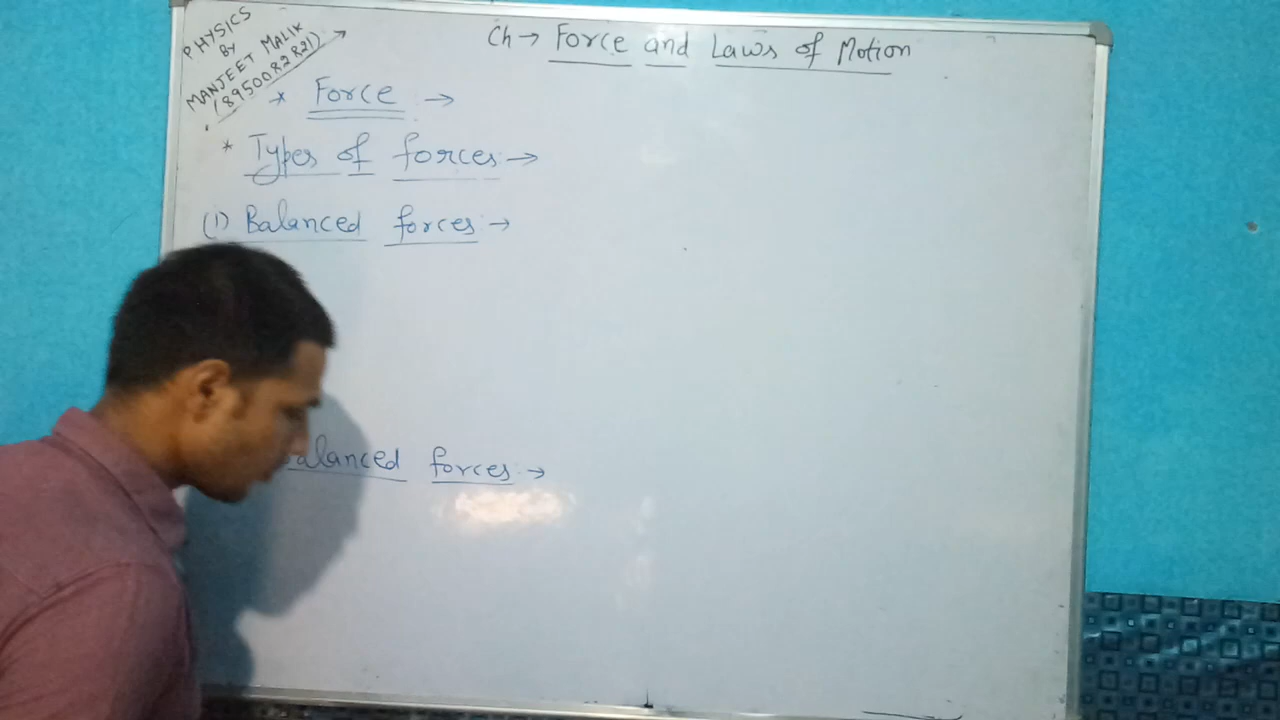 PHYSICS
By
MANJEET MALIK
(89500R2R21)
Ch→ Force and Laws of Motion
* Force →
* Types of forces →
(1) Balanced forces →
alanced forces →